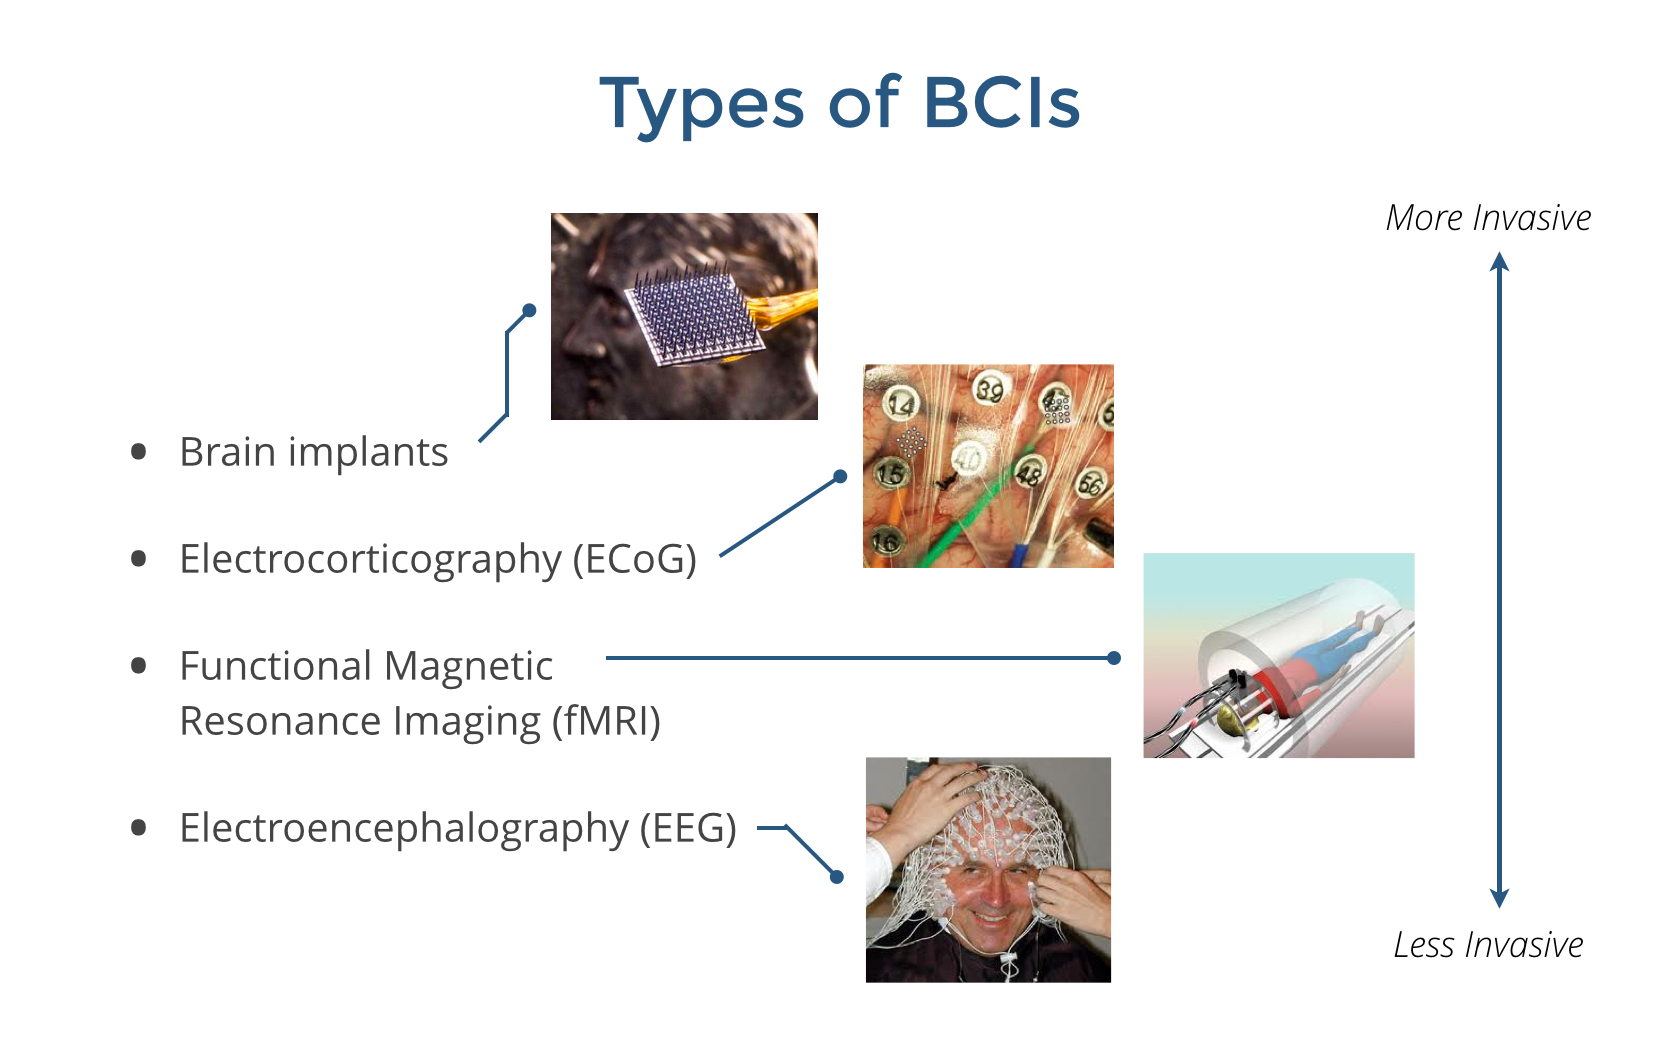 Types of BCIs
More Invasive
• Brain implants
• Electrocorticography (ECoG)
• Functional Magnetic
Resonance Imaging (fMRI)
• Electroencephalography (EEG)
Less Invasive
14
39
15
40
48
56
16